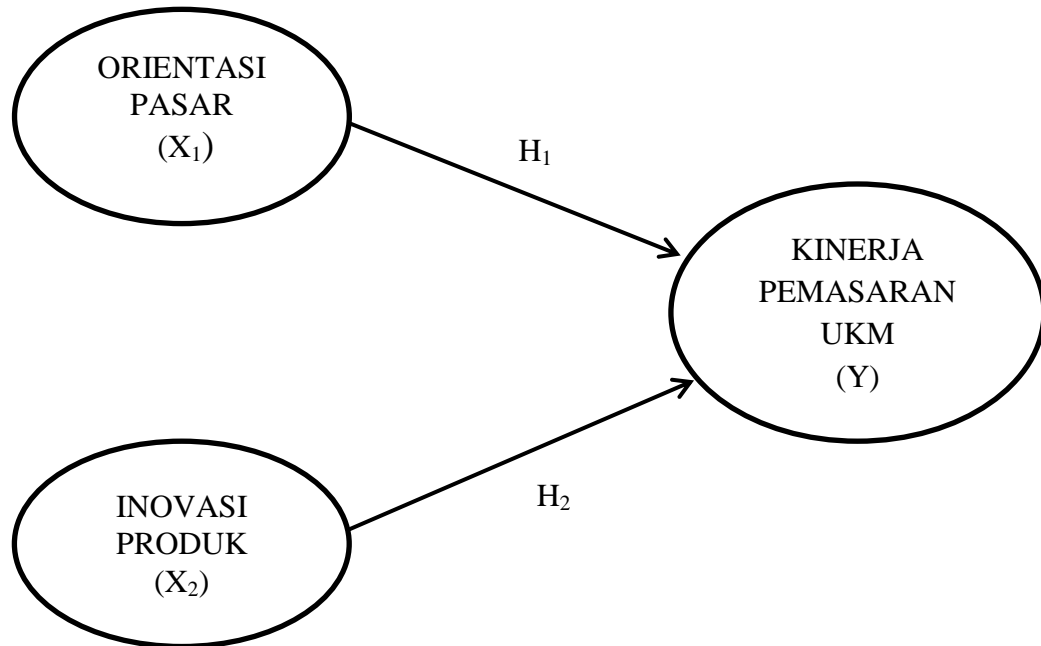 ORIENTASI
PASAR
(X₁)
H₁
KINERJA
PEMASARAN
UKM
(Y)
H₂
INOVASI
PRODUK
(X₂)